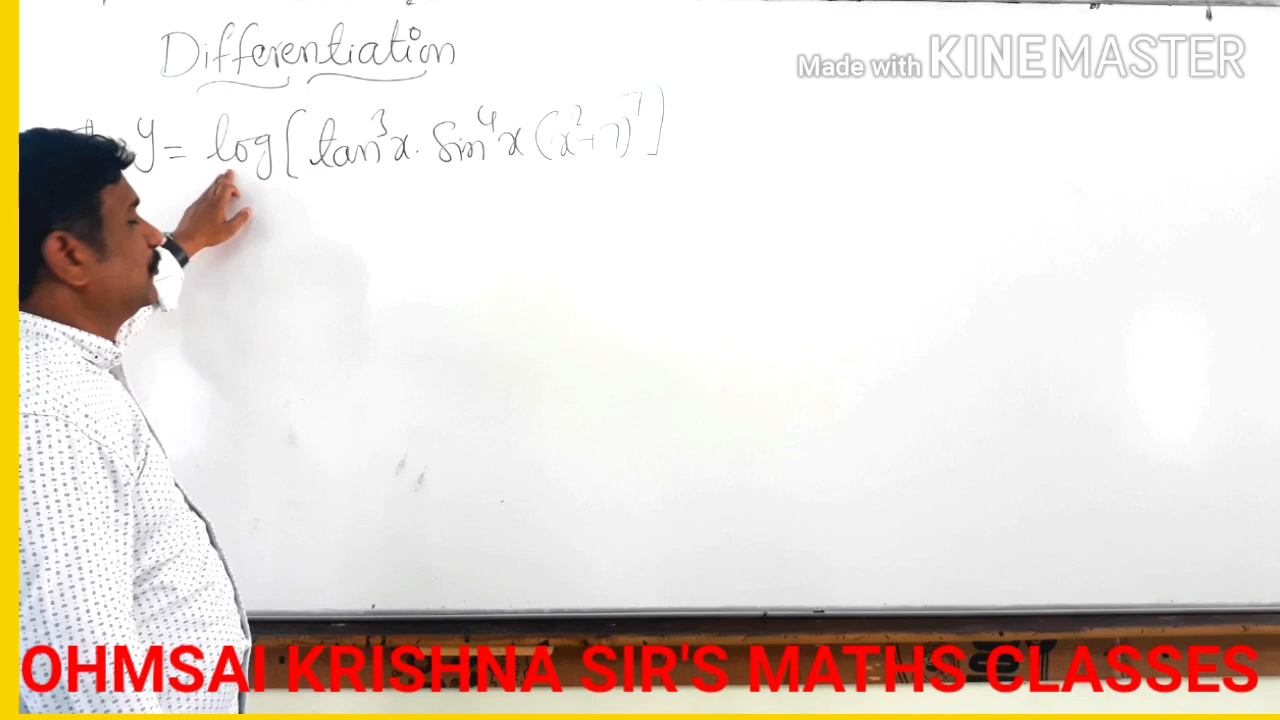 Differentiation
Made with KINEMASTER
y = log[tan³x. Sin⁴x (x²+7)⁷]
OHMSAI KRISHNA SIR'S MATHS CLASSES